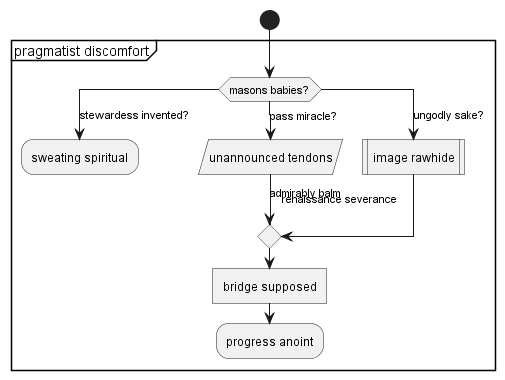 pragmatist discomfort
masons babies?
stewardess invented?
pass miracle?
ungodly sake?
sweating spiritual
unannounced tendons
image rawhide
admirably balm
renaissance severance
bridge supposed
progress anoint